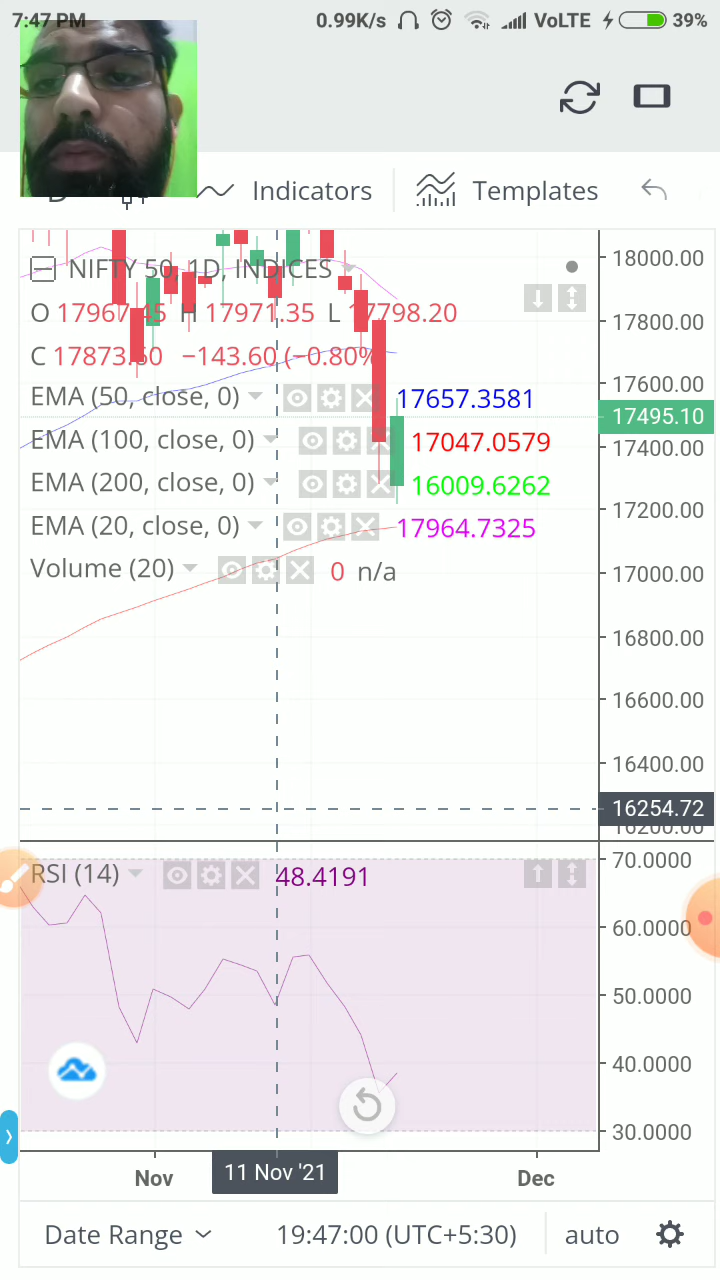 7:47 PM 0.99K/s VoLTE 39%
Indicators Templates
NIFTY 50, 1D, INDICES
O 17967.45 H 17971.35 L 17798.20
C 17873.60 −143.60 (−0.80%
EMA (50, close, 0) 17657.3581
EMA (100, close, 0) 17047.0579
EMA (200, close, 0) 16009.6262
EMA (20, close, 0) 17964.7325
Volume (20) 0 n/a
18000.00
17800.00
17600.00
17495.10
17400.00
17200.00
17000.00
16800.00
16600.00
16400.00
16254.72
16200.00
RSI (14) 48.4191
70.0000
60.0000
50.0000
40.0000
30.0000
Nov 11 Nov '21 Dec
Date Range 19:47:00 (UTC+5:30) auto